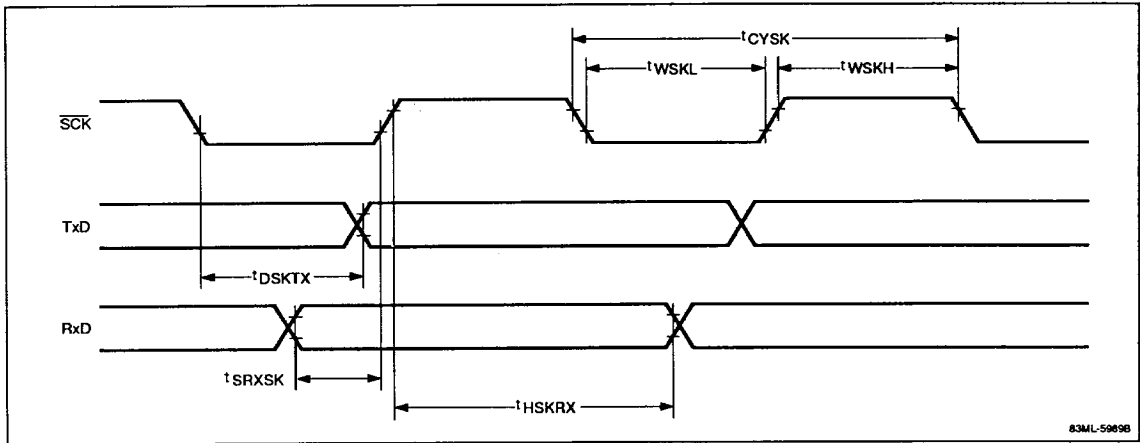 tCYSK
tWSKL
tWSKH
SCK
TxD
tDSKTX
RxD
tSRXSK
tHSKRX
83ML-5989B